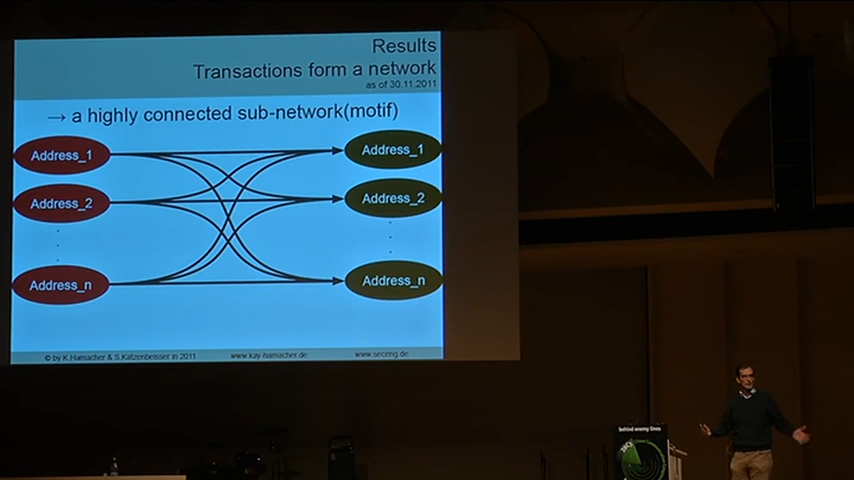 Results
Transactions form a network
as of 30.11.2011
→ a highly connected sub-network(motif)
Address_1
Address_1
Address_2
Address_2
Address_n
Address_n
© by K.Hamacher & S.Katzenbeisser in 2011
www.kay-hamacher.de
www.seceng.de
behind enemy lines
28C3